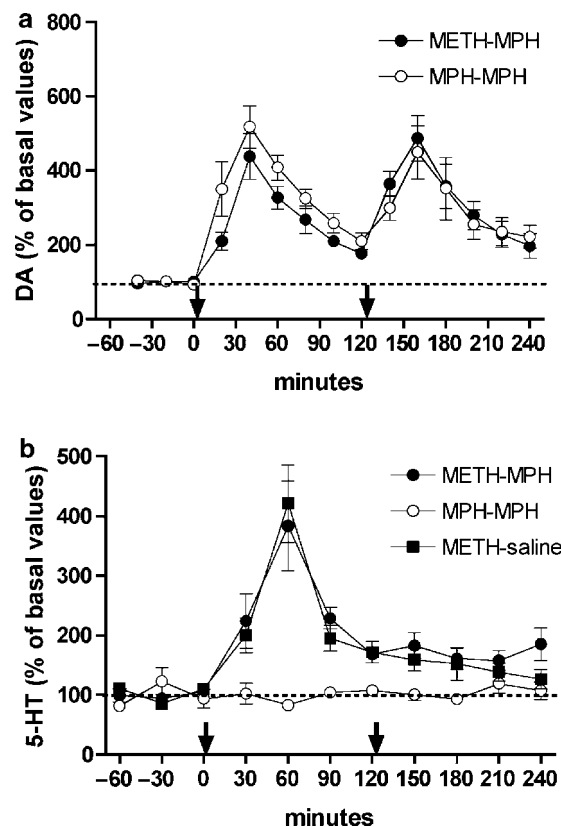 a
800
600
400
200
0
DA (% of basal values)
METH-MPH
MPH-MPH
−60 −30 0 30 60 90 120 150 180 210 240
minutes
b
500
400
300
200
100
0
5-HT (% of basal values)
METH-MPH
MPH-MPH
METH-saline
−60 −30 0 30 60 90 120 150 180 210 240
minutes